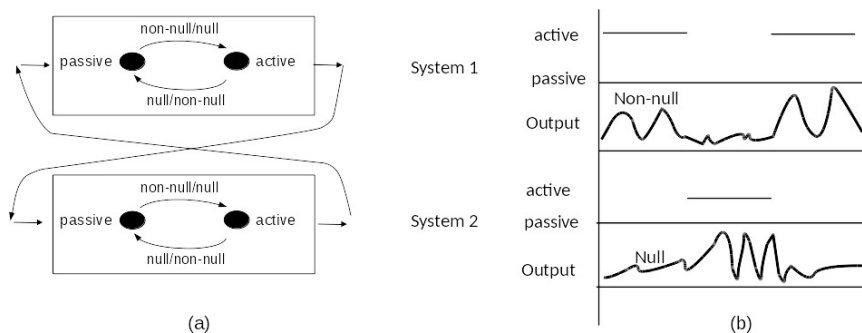 non-null/null
passive
active
null/non-null
System 1
non-null/null
passive
active
null/non-null
System 2
(a)
active
passive
Non-null
Output
active
passive
Null
Output
(b)